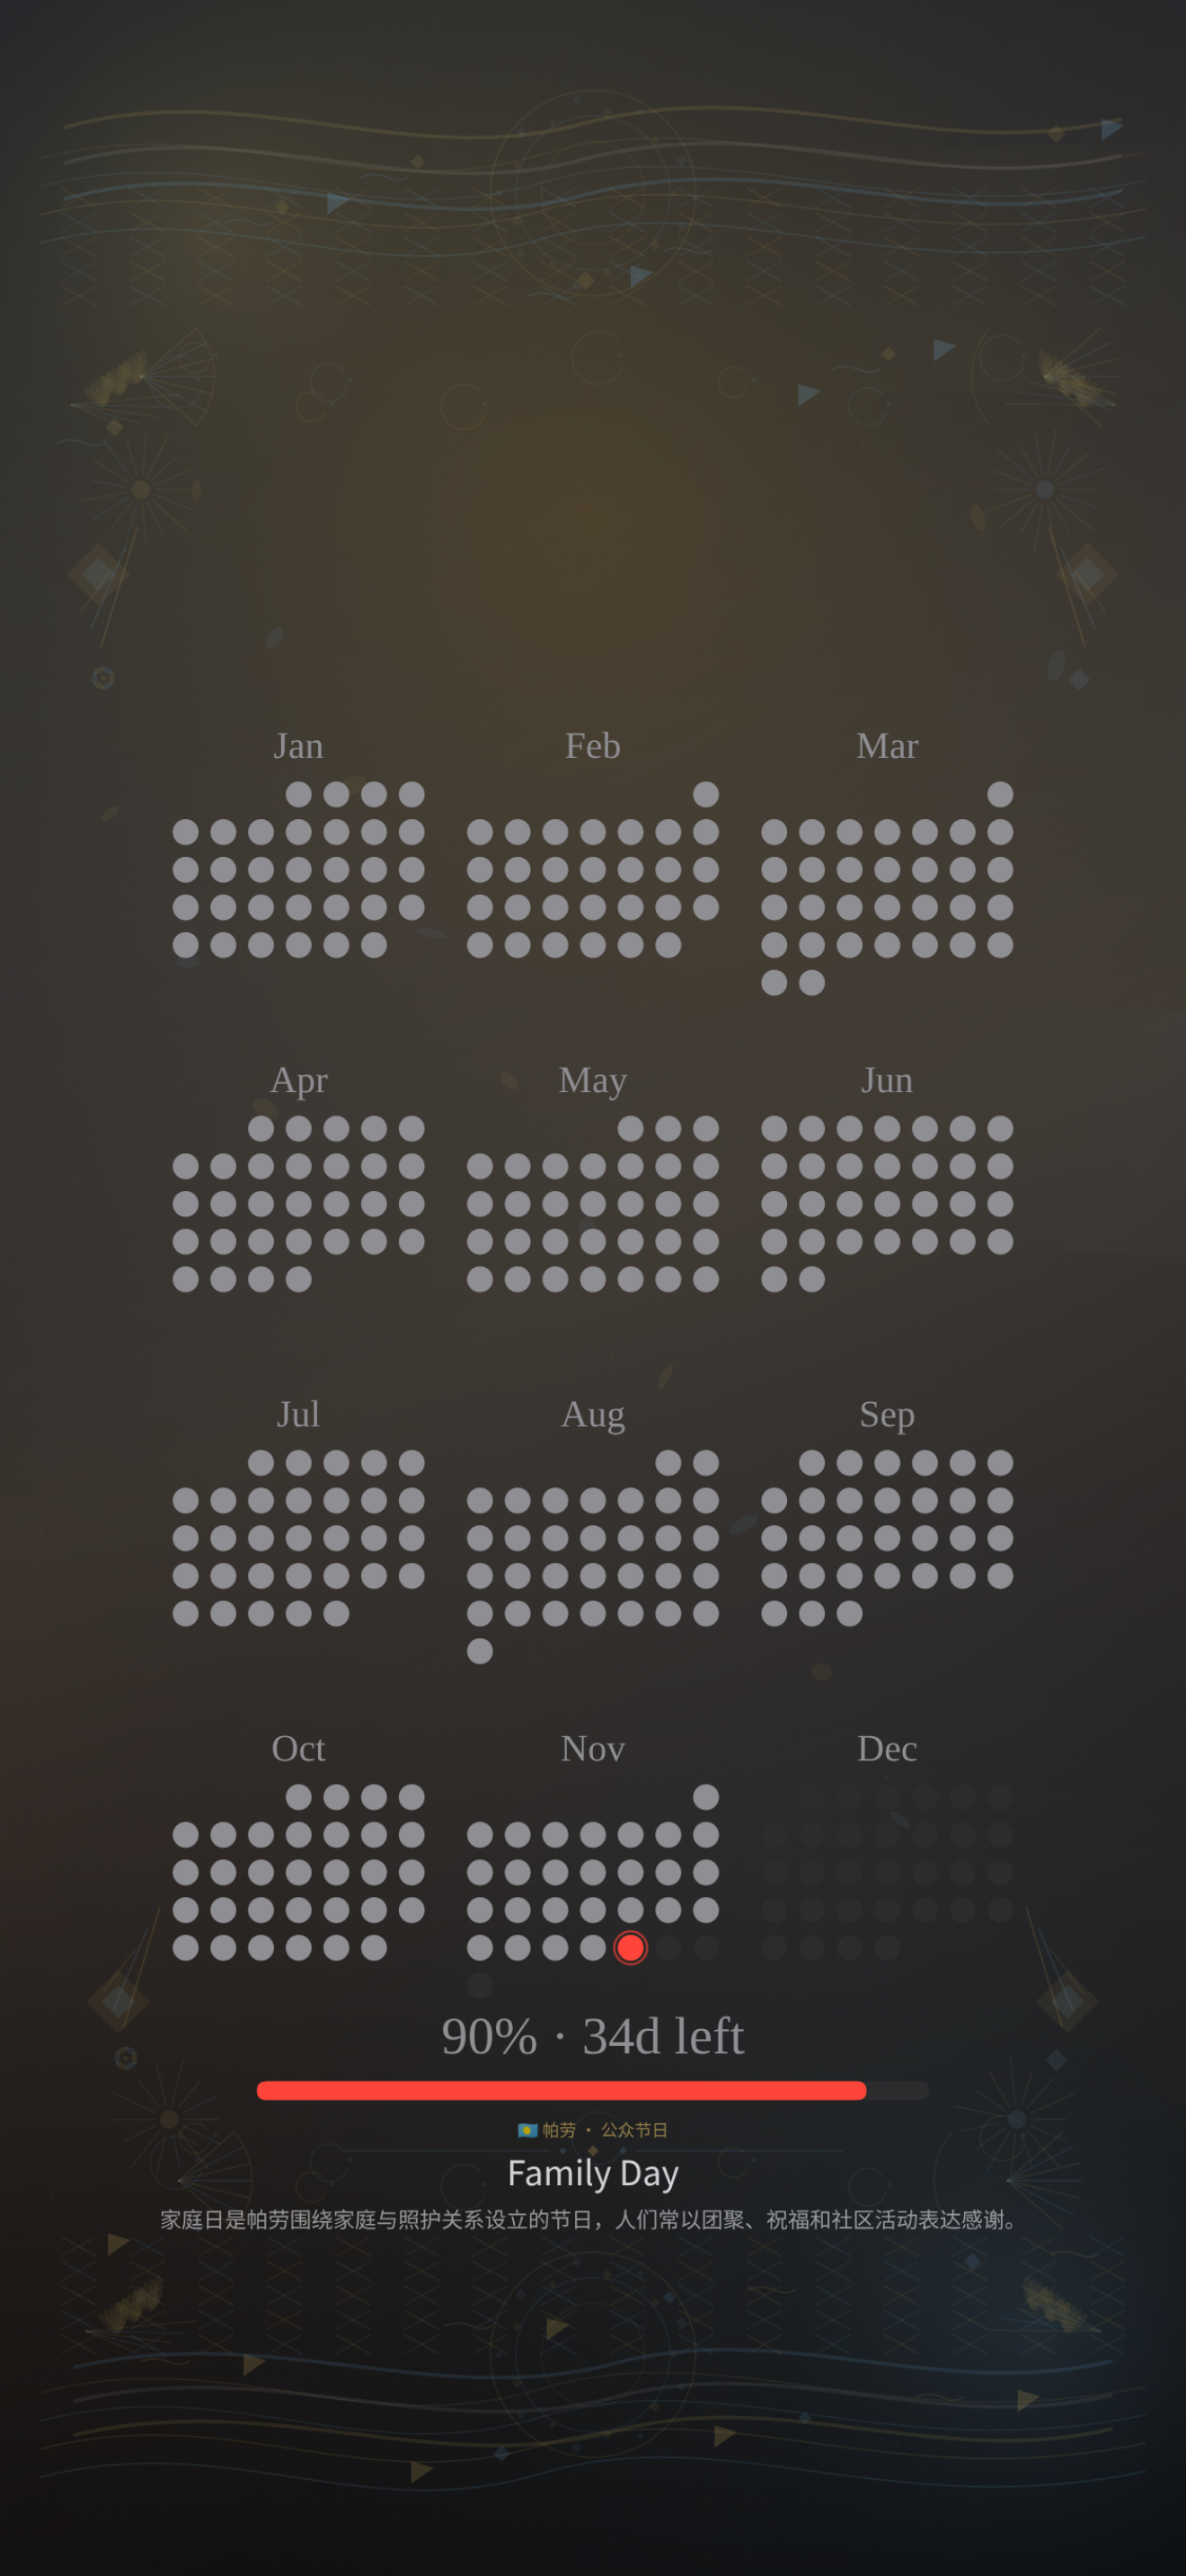 Jan Feb Mar
Apr May Jun
Jul Aug Sep
Oct Nov Dec
90% · 34d left
🇵🇼 帕劳 · 公众节日
Family Day
家庭日是帕劳围绕家庭与照护关系设立的节日，人们常以团聚、祝福和社区活动表达感谢。